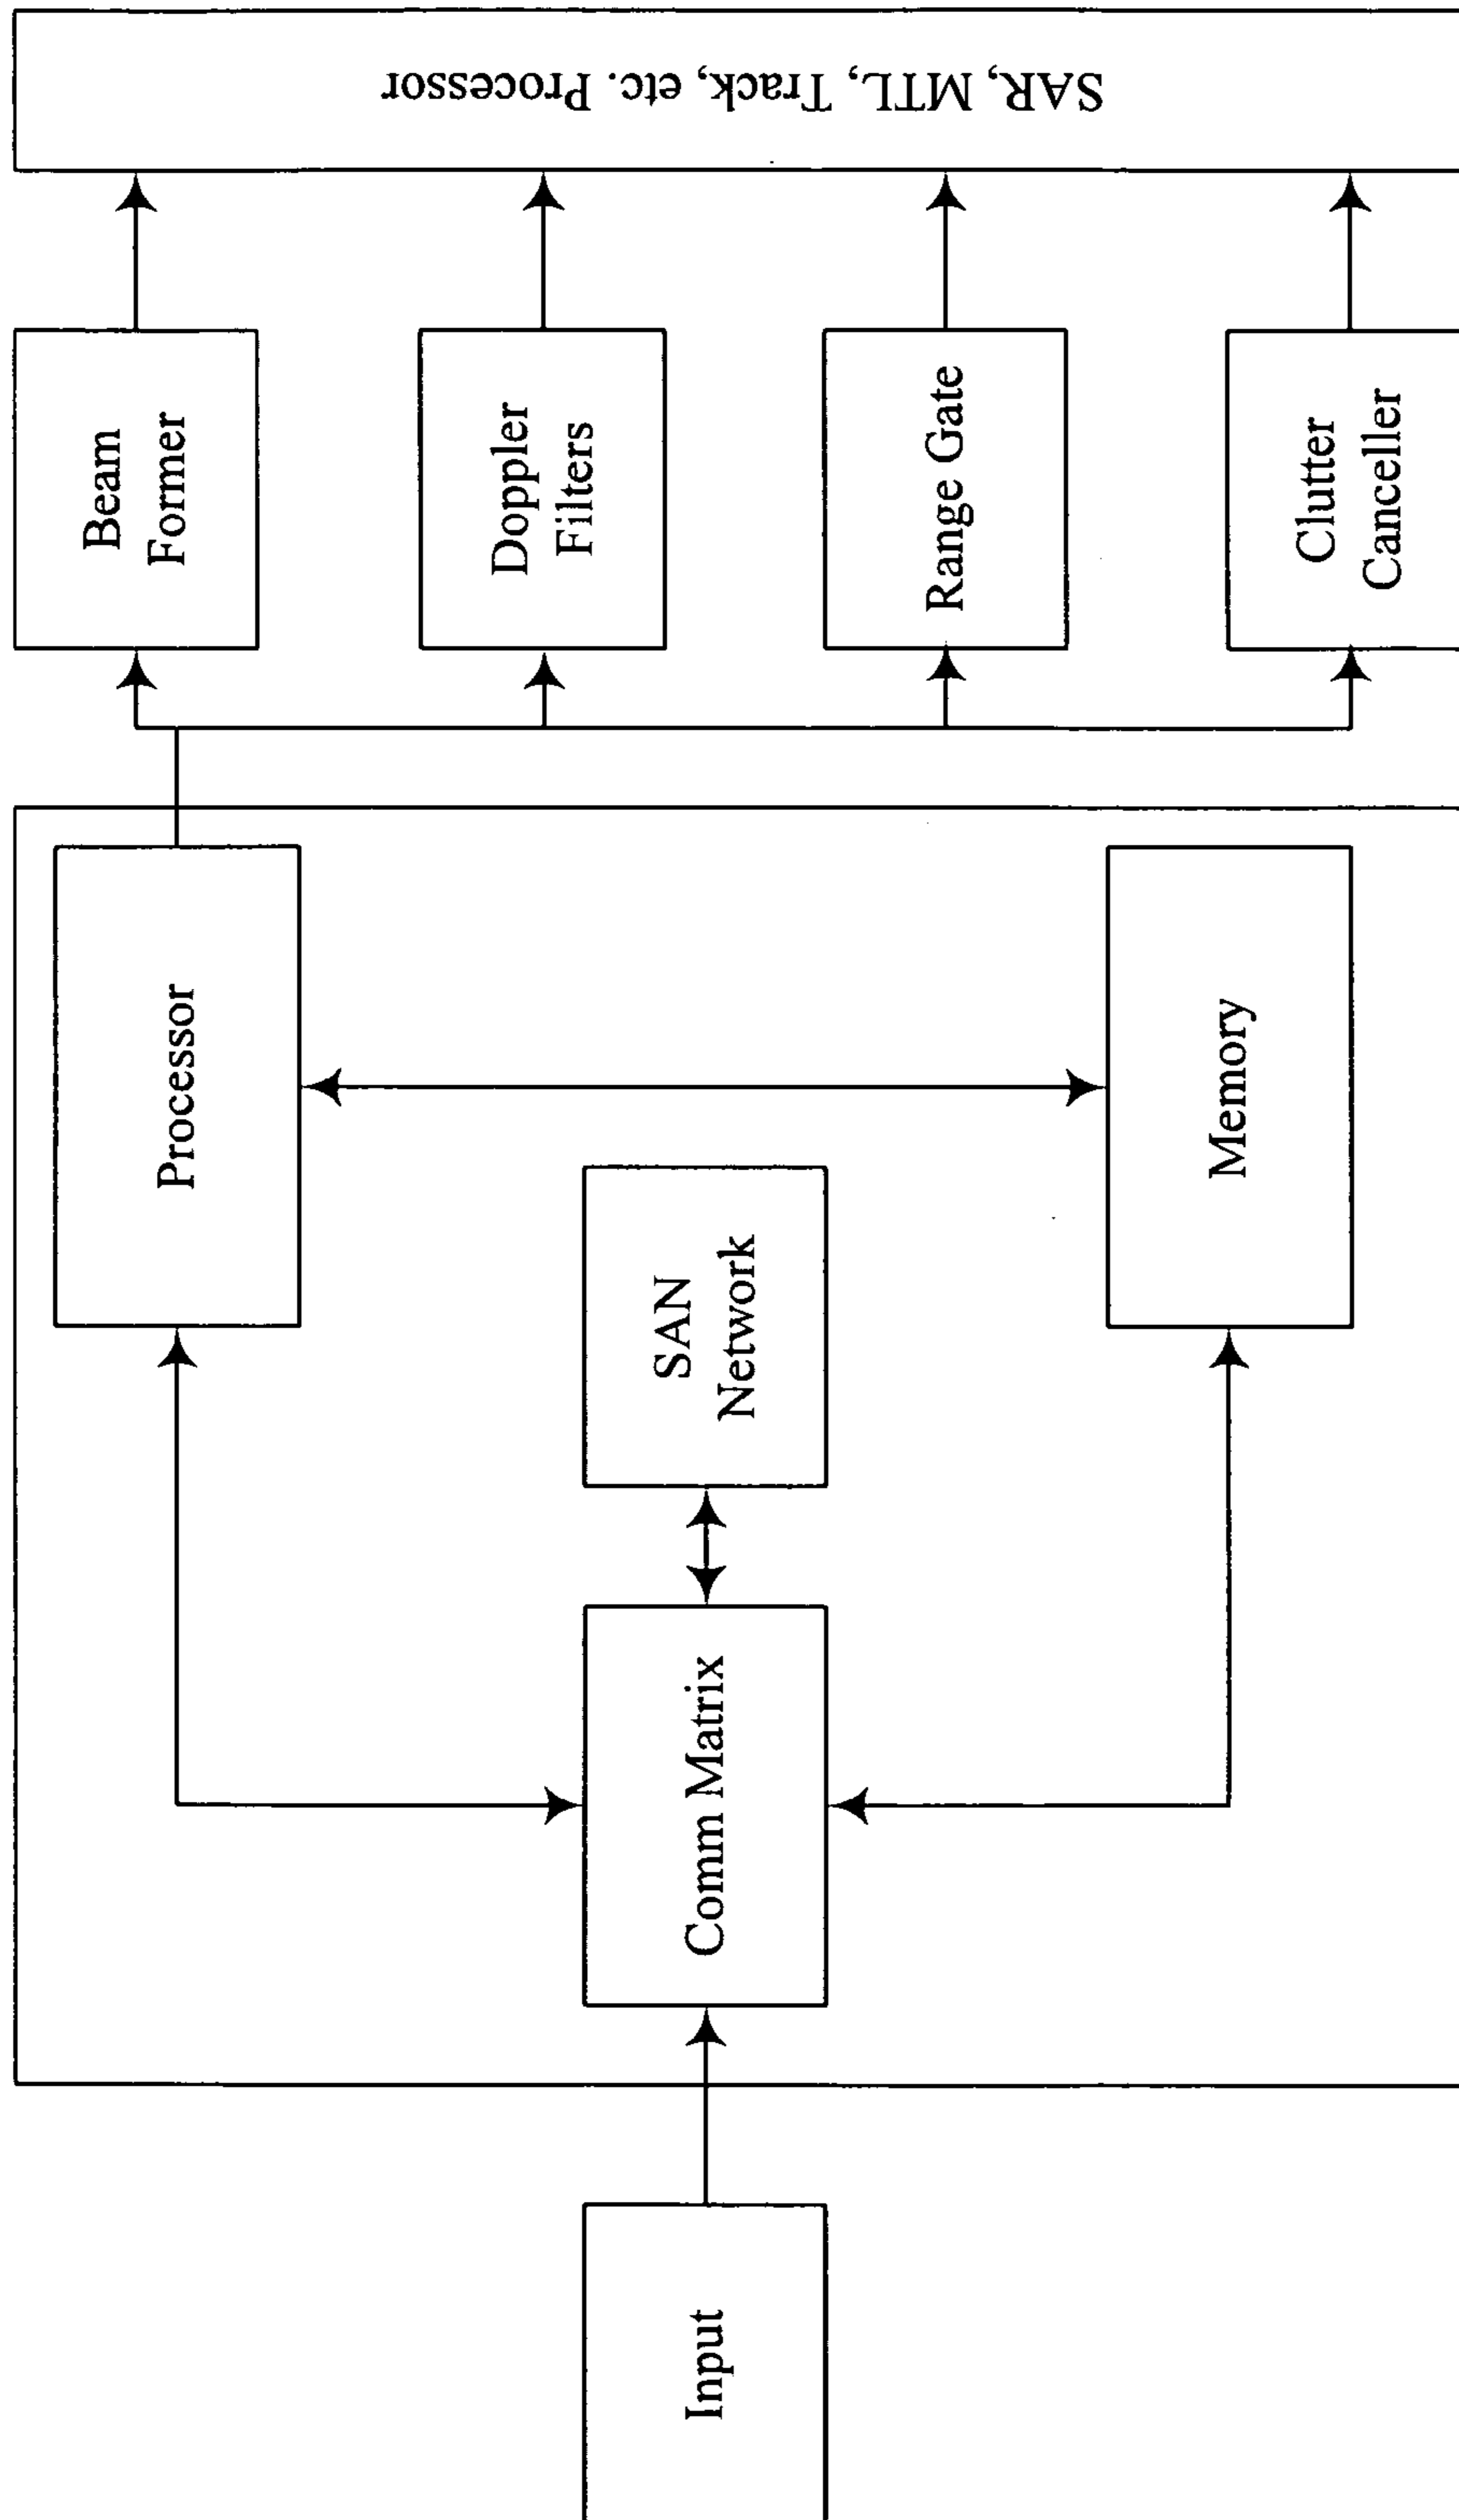 Input
Comm Matrix
SAN
Network
Processor
Memory
Beam
Former
Doppler
Filters
Range Gate
Clutter
Canceller
SAR, MTL, Track, etc. Processor